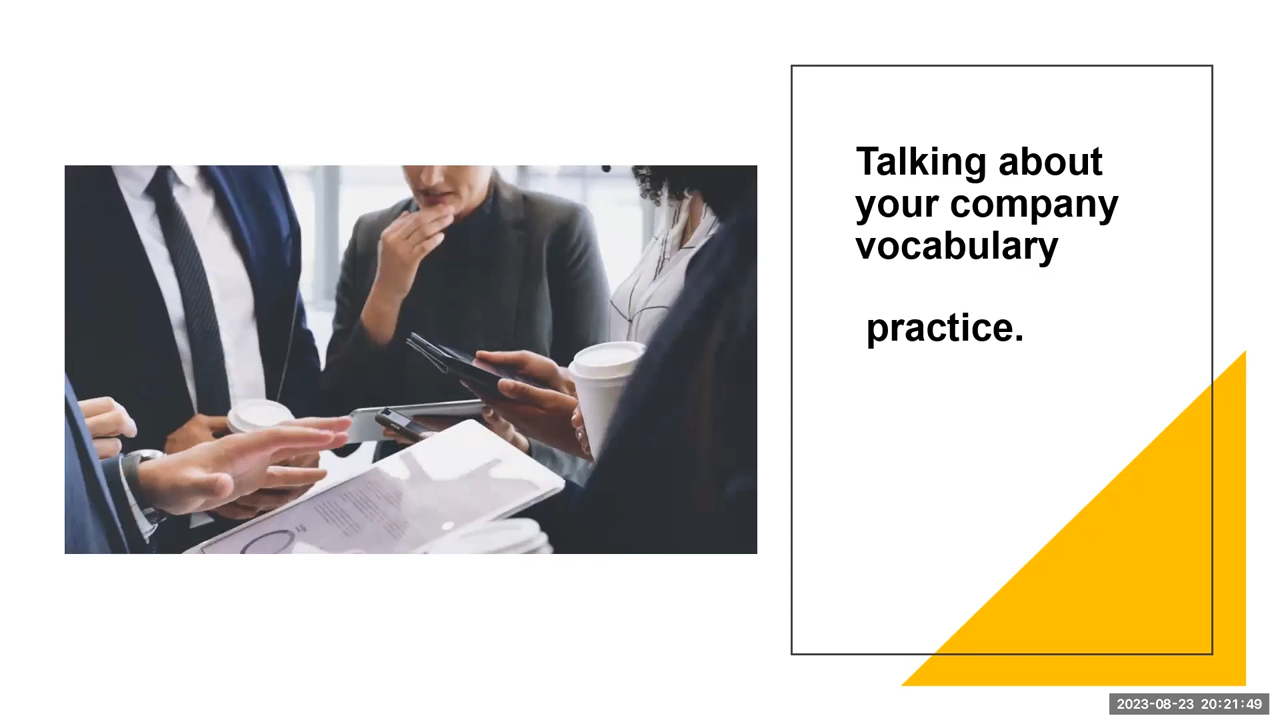 Talking about
your company
vocabulary
practice.
2023-08-23 20:21:49